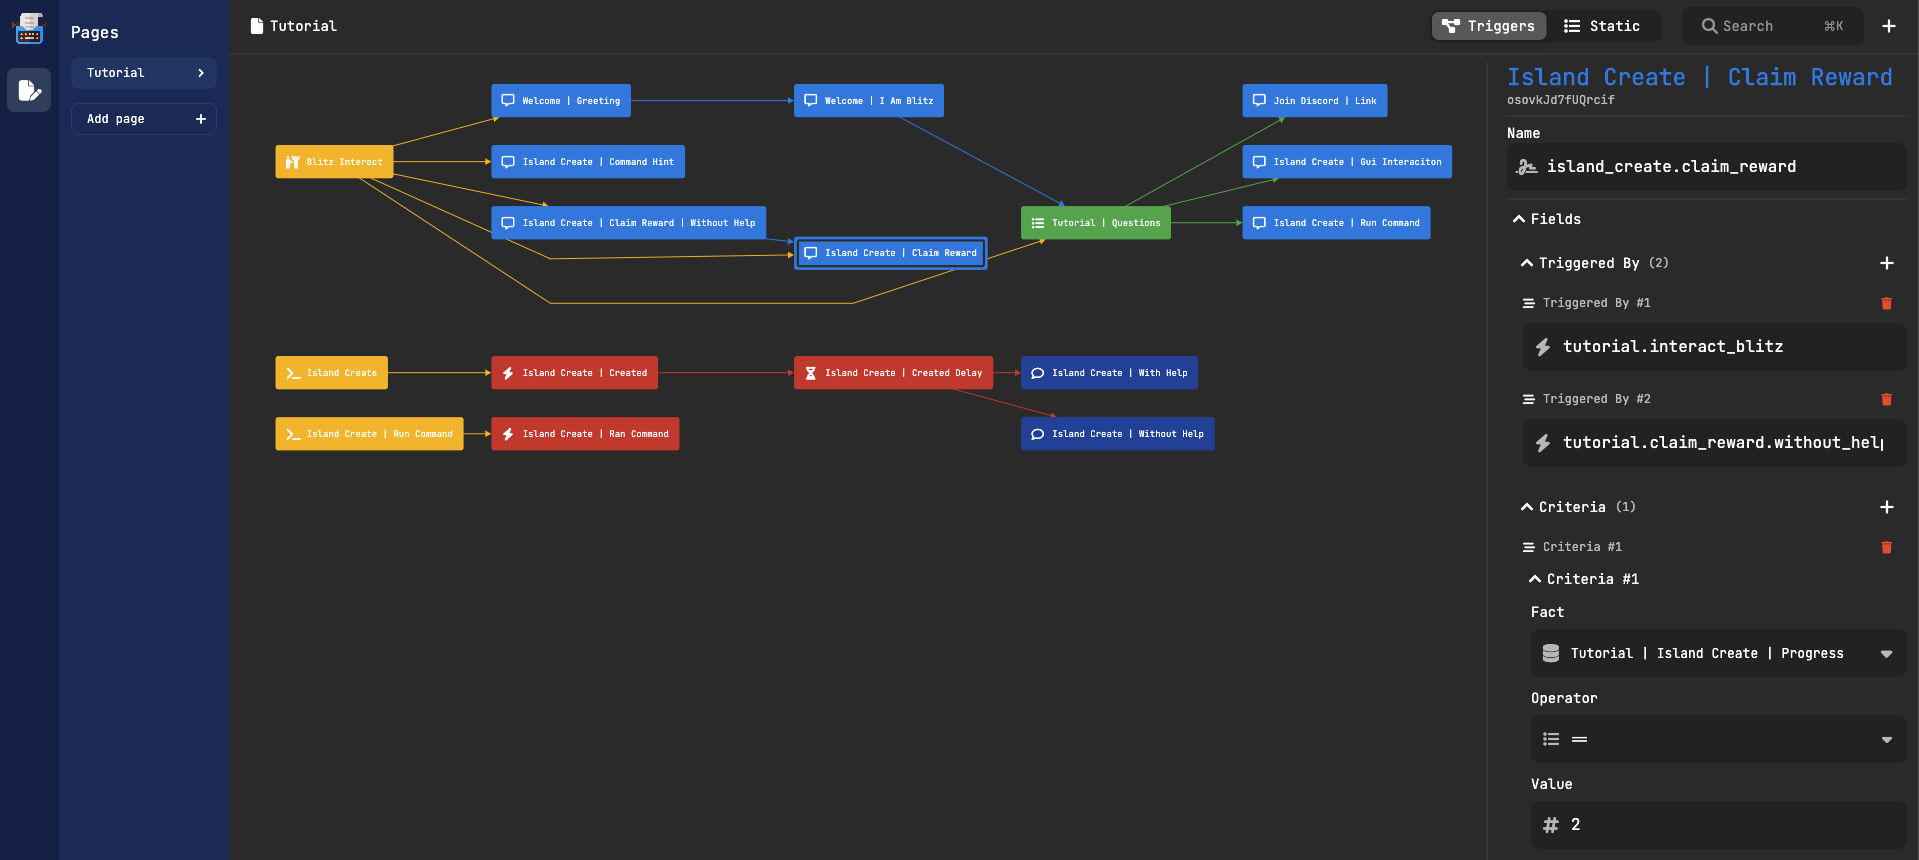 Pages
Tutorial
Add page
Tutorial
Triggers
Static
Search
⌘K
Welcome | Greeting
Welcome | I Am Blitz
Join Discord | Link
Blitz Interact
Island Create | Command Hint
Island Create | Gui Interaciton
Island Create | Claim Reward | Without Help
Tutorial | Questions
Island Create | Run Command
Island Create | Claim Reward
Island Create
Island Create | Created
Island Create | Created Delay
Island Create | With Help
Island Create | Run Command
Island Create | Ran Command
Island Create | Without Help
Island Create | Claim Reward
osovkJd7fUQrcif
Name
island_create.claim_reward
Fields
Triggered By (2)
Triggered By #1
tutorial.interact_blitz
Triggered By #2
tutorial.claim_reward.without_help
Criteria (1)
Criteria #1
Criteria #1
Fact
Tutorial | Island Create | Progress
Operator
==
Value
2